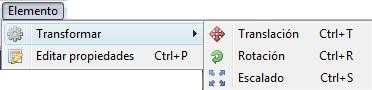 Elemento
Transformar
Editar propiedades Ctrl+P
Translación Ctrl+T
Rotación Ctrl+R
Escalado Ctrl+S